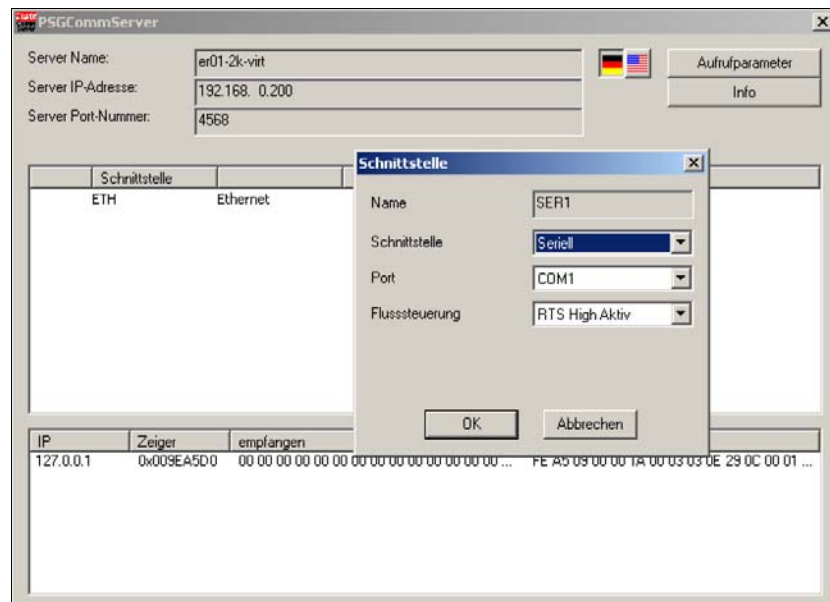 PSGCommServer
Server Name: er01-2k-virt
Aufrufparameter
Server IP-Adresse: 192.168. 0.200
Info
Server Port-Nummer: 4568
Schnittstelle
ETH Ethernet
Schnittstelle
Name SER1
Schnittstelle Seriell
Port COM1
Flusssteuerung RTS High Aktiv
OK Abbrechen
IP Zeiger empfangen
127.0.0.1 0x009EA5D0 00 00 00 00 00 00 00 00 00 00 00 00 00 ... FE A5 09 00 00 1A 00 03 03 0E 29 0C 00 01 ...